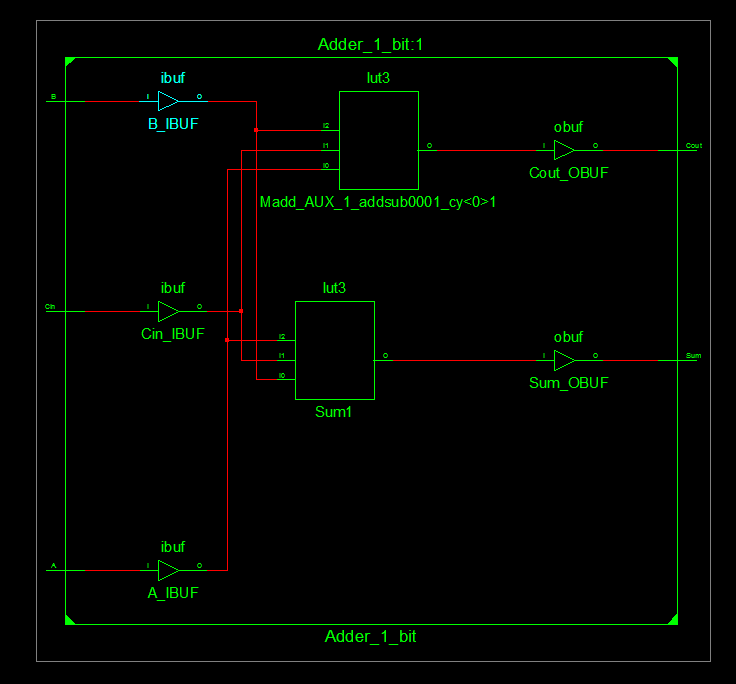 Adder_1_bit:1
ibuf
lut3
B
I
O
B_IBUF
I2
I1
I0
O
obuf
I
O
Cout
Cout_OBUF
Madd_AUX_1_addsub0001_cy<0>1
ibuf
lut3
Cin
I
O
Cin_IBUF
I2
I1
I0
O
obuf
I
O
Sum
Sum_OBUF
Sum1
ibuf
A
I
O
A_IBUF
Adder_1_bit